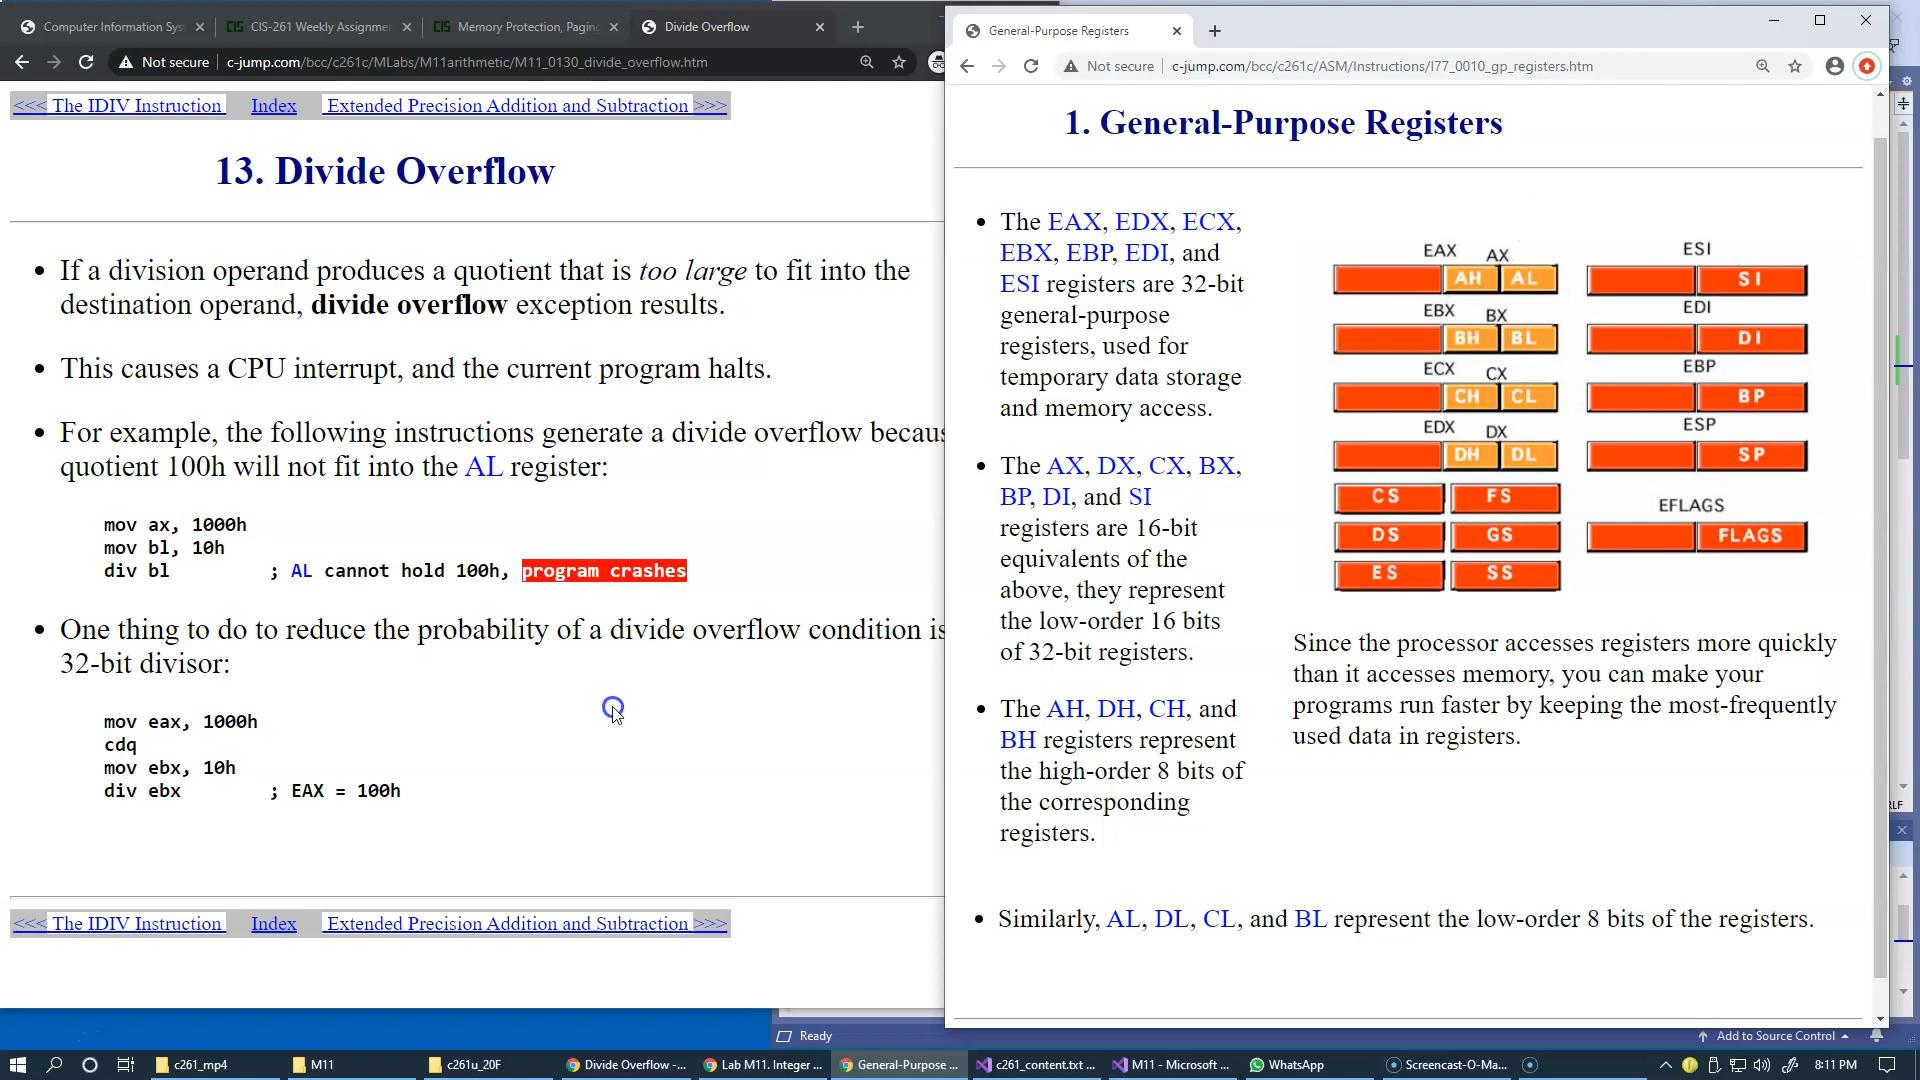 Computer Information Sys
CIS-261 Weekly Assignme
Memory Protection, Paging
Divide Overflow
Not secure
c-jump.com/bcc/c261c/MLabs/M11arithmetic/M11_0130_divide_overflow.htm
<<< The IDIV Instruction Index Extended Precision Addition and Subtraction >>>
13. Divide Overflow
If a division operand produces a quotient that is too large to fit into the
destination operand, divide overflow exception results.
This causes a CPU interrupt, and the current program halts.
For example, the following instructions generate a divide overflow becau
quotient 100h will not fit into the AL register:
mov ax, 1000h
mov bl, 10h
div bl ; AL cannot hold 100h, program crashes
One thing to do to reduce the probability of a divide overflow condition is
32-bit divisor:
mov eax, 1000h
cdq
mov ebx, 10h
div ebx ; EAX = 100h
<<< The IDIV Instruction Index Extended Precision Addition and Subtraction >>>
General-Purpose Registers
Not secure
c-jump.com/bcc/c261c/ASM/Instructions/I77_0010_gp_registers.htm
1. General-Purpose Registers
The EAX, EDX, ECX,
EBX, EBP, EDI, and
ESI registers are 32-bit
general-purpose
registers, used for
temporary data storage
and memory access.
The AX, DX, CX, BX,
BP, DI, and SI
registers are 16-bit
equivalents of the
above, they represent
the low-order 16 bits
of 32-bit registers.
The AH, DH, CH, and
BH registers represent
the high-order 8 bits of
the corresponding
registers.
EAX AX ESI
AH AL SI
EBX BX EDI
BH BL DI
ECX CX EBP
CH CL BP
EDX DX ESP
DH DL SP
CS FS EFLAGS
DS GS FLAGS
ES SS
Since the processor accesses registers more quickly
than it accesses memory, you can make your
programs run faster by keeping the most-frequently
used data in registers.
Similarly, AL, DL, CL, and BL represent the low-order 8 bits of the registers.
RLF
Ready
Add to Source Control
c261_mp4
M11
c261u_20F
Divide Overflow -...
Lab M11. Integer ...
General-Purpose ...
c261_content.txt ...
M11 - Microsoft ...
WhatsApp
Screencast-O-Ma...
8:11 PM